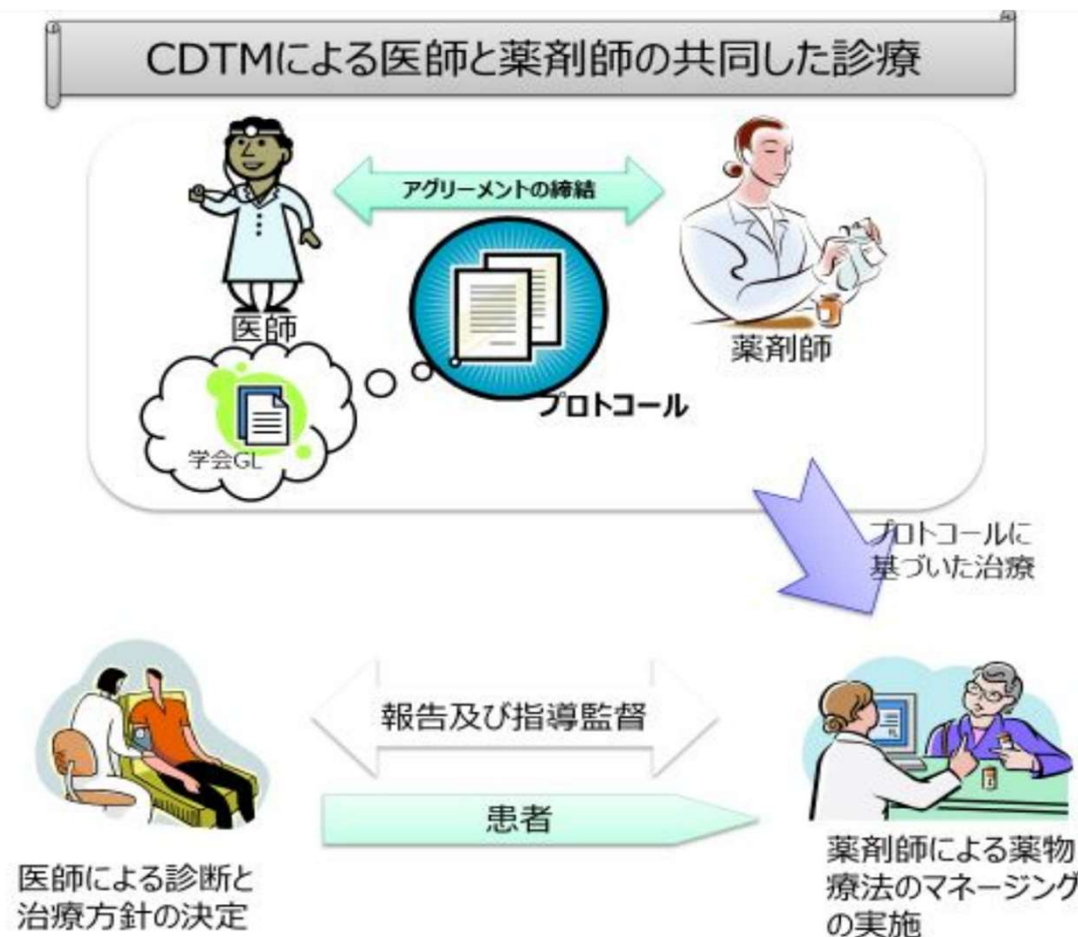 CDTMによる医師と薬剤師の共同した診療
アグリーメントの締結
医師
薬剤師
プロトコール
学会GL
プロトコールに
基づいた治療
報告及び指導監督
患者
医師による診断と
治療方針の決定
薬剤師による薬物
療法のマネージング
の実施